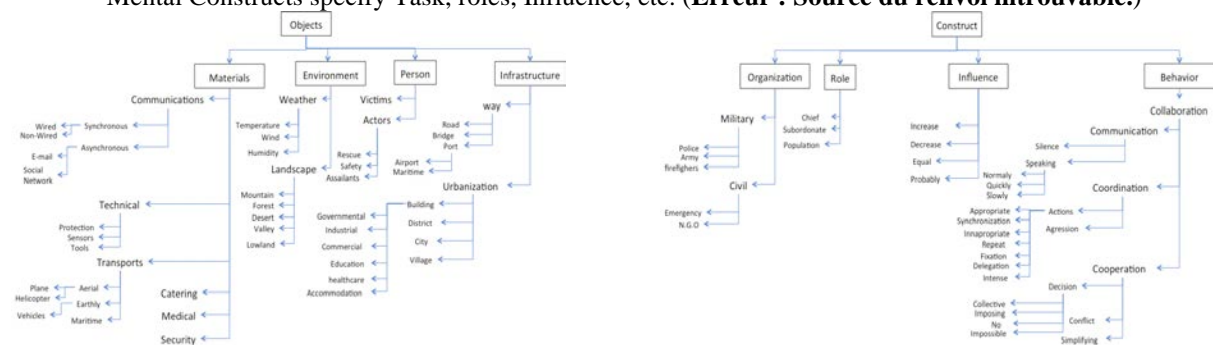 Mental Constructs specify Task, roles, Influence, etc. (Erreur : Source du renvoi introuvable.)
Objects
Materials
Environment
Person
Infrastructure
Communications
Wired
Non-Wired
Synchronous
Asynchronous
E-mail
Social
Network
Technical
Protection
Sensors
Tools
Transports
Plane
Helicopter
Aerial
Earthly
Vehicles
Maritime
Catering
Medical
Security
Weather
Temperature
Wind
Humidity
Landscape
Mountain
Forest
Desert
Valley
Lowland
Victims
Actors
Rescue
Safety
Assailants
way
Road
Bridge
Port
Airport
Maritime
Urbanization
Building
Governmental
Industrial
Commercial
Education
healthcare
Accommodation
District
City
Village
Construct
Organization
Role
Influence
Behavior
Military
Police
Army
firefighers
Civil
Emergency
N.G.O
Chief
Subordonate
Population
Increase
Decrease
Equal
Probably
Collaboration
Communication
Silence
Speaking
Normaly
Quickly
Slowly
Coordination
Actions
Appropriate
Synchronization
Innapropriate
Repeat
Fixation
Delegation
Intense
Agression
Cooperation
Decision
Collective
Imposing
No
Impossible
Conflict
Simplifying